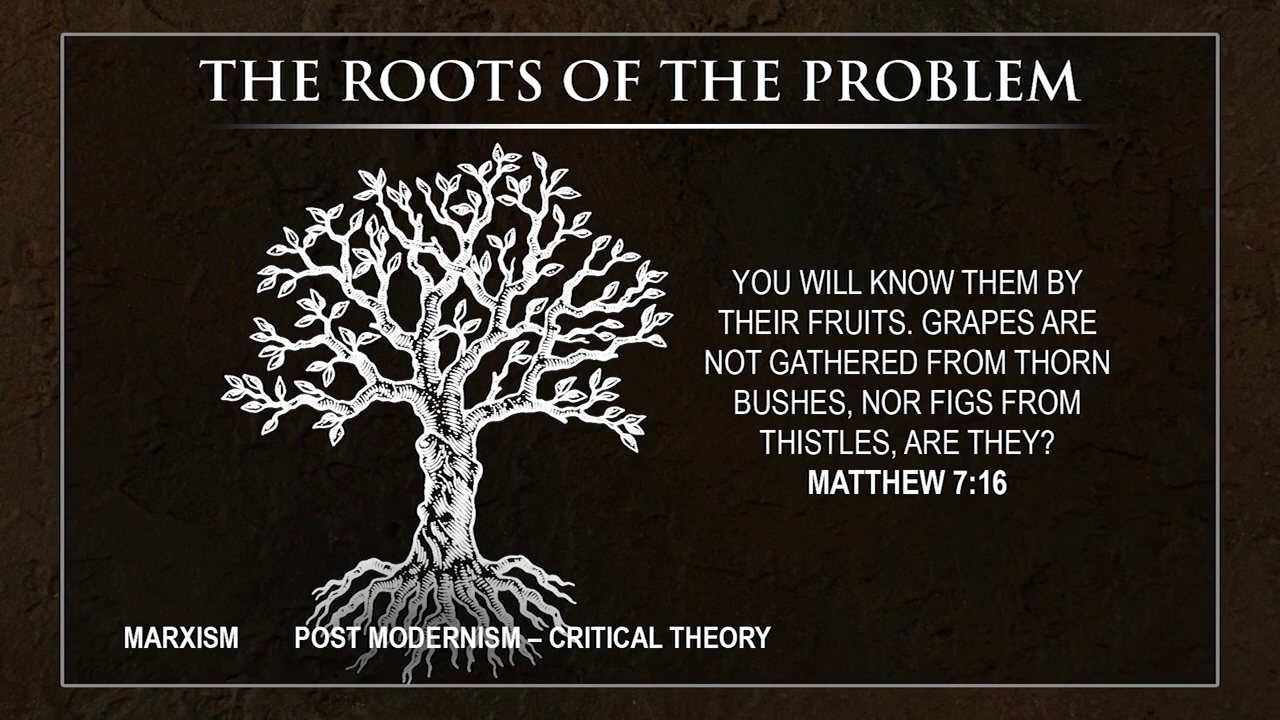 THE ROOTS OF THE PROBLEM
YOU WILL KNOW THEM BY
THEIR FRUITS. GRAPES ARE
NOT GATHERED FROM THORN
BUSHES, NOR FIGS FROM
THISTLES, ARE THEY?
MATTHEW 7:16
MARXISM POST MODERNISM – CRITICAL THEORY